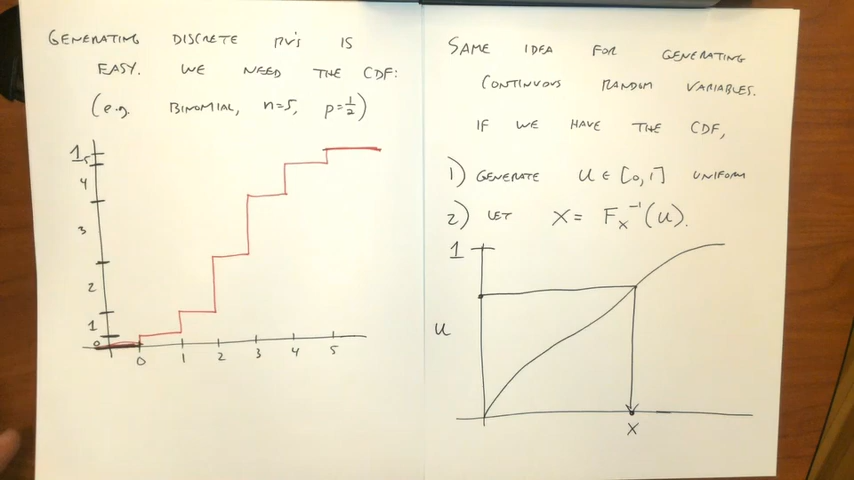 GENERATING DISCRETE RV'S IS
EASY. WE NEED THE CDF:
(e.g. BINOMIAL, n=5, p=1/2)
1
5
4
3
2
1
0
0 1 2 3 4 5
SAME IDEA FOR GENERATING
CONTINUOUS RANDOM VARIABLES.
IF WE HAVE THE CDF,
1) GENERATE U ∈ [0,1] UNIFORM
2) LET X = F_X^{-1}(U).
1
U
X